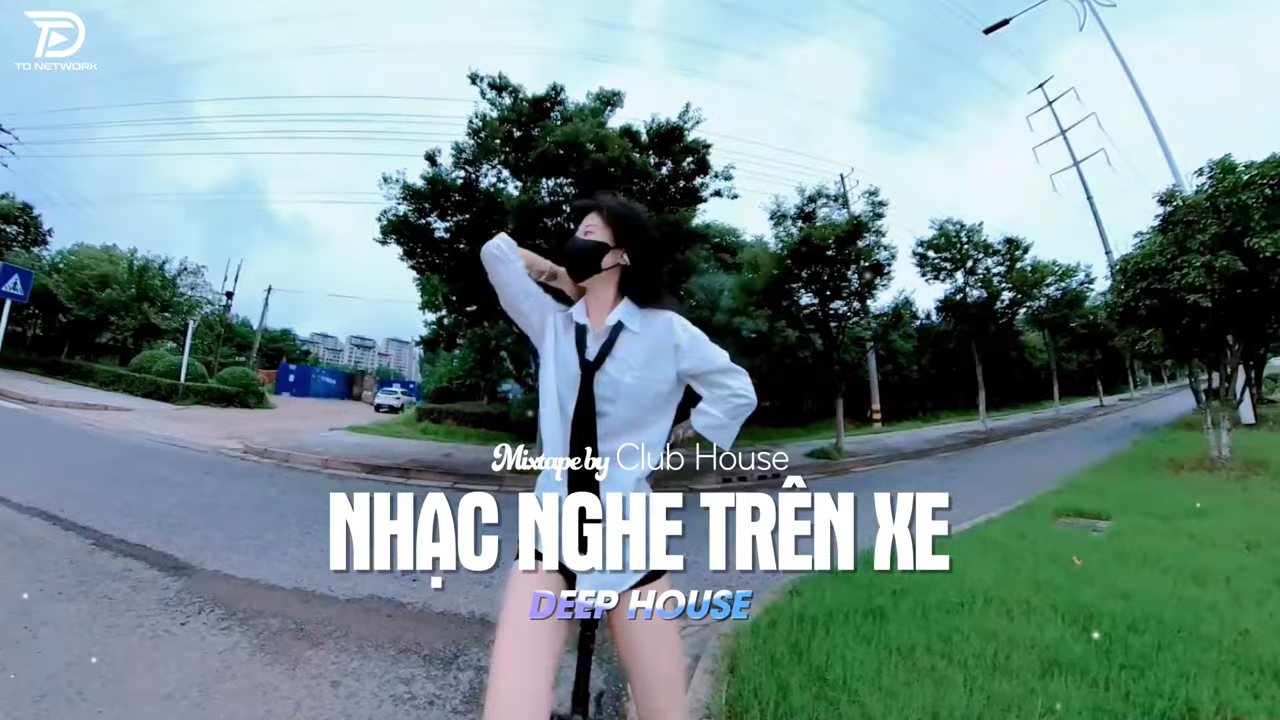 TD NETWORK
Mixtape by Club House
NHẠC NGHE TRÊN XE
DEEP HOUSE